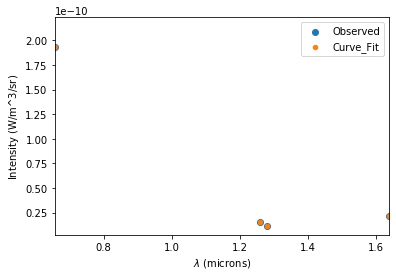 1e−10
Observed
Curve_Fit
2.00
1.75
1.50
1.25
1.00
0.75
0.50
0.25
Intensity (W/m^3/sr)
0.8
1.0
1.2
1.4
1.6
λ (microns)